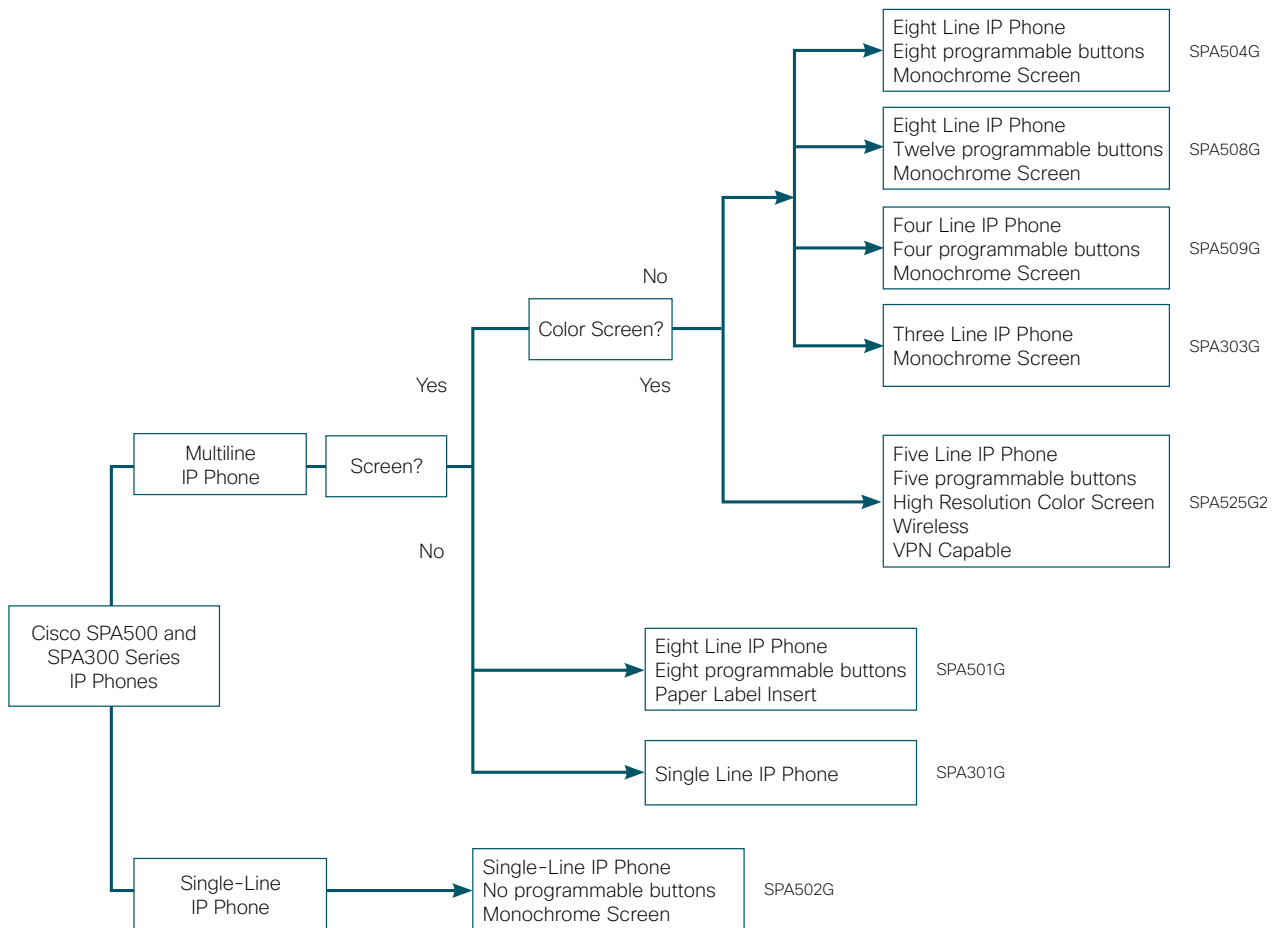 Eight Line IP Phone
Eight programmable buttons
Monochrome Screen
SPA504G
Eight Line IP Phone
Twelve programmable buttons
Monochrome Screen
SPA508G
Four Line IP Phone
Four programmable buttons
Monochrome Screen
SPA509G
No
Color Screen?
Three Line IP Phone
Monochrome Screen
SPA303G
Yes
Yes
Multiline
IP Phone
Screen?
Five Line IP Phone
Five programmable buttons
High Resolution Color Screen
Wireless
VPN Capable
SPA525G2
No
Cisco SPA500 and
SPA300 Series
IP Phones
Eight Line IP Phone
Eight programmable buttons
Paper Label Insert
SPA501G
Single Line IP Phone
SPA301G
Single-Line
IP Phone
Single-Line IP Phone
No programmable buttons
Monochrome Screen
SPA502G